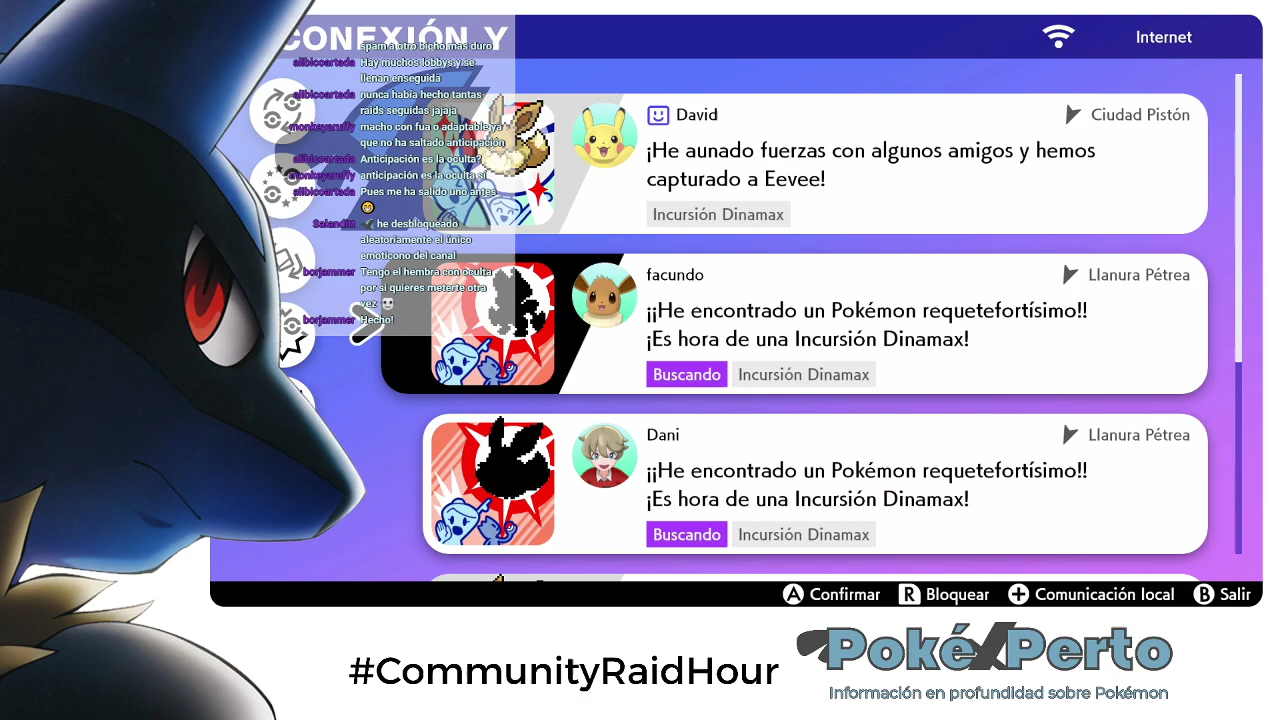 CONEXIÓN Y
Internet
spam a otro bicho mas duro
alibicoartada Hay muchos lobbys y se
llenan enseguida
alibicoartada nunca había hecho tantas
raids seguidas jajaja
monkeyaruffy macho con fua o adaptable ya
que no ha saltado anticipación
alibicoartada Anticipación es la oculta?
monkeyaruffy anticipación es la oculta si
alibicoartada Pues me ha salido uno antes
Salanditt he desbloqueado
aleatoriamente el único
emoticono del canal
borjammer Tengo el hembra con oculta
por si quieres meterte otra
vez
borjammer Hecho!
David
Ciudad Pistón
¡He aunado fuerzas con algunos amigos y hemos
capturado a Eevee!
Incursión Dinamax
facundo
Llanura Pétrea
¡¡He encontrado un Pokémon requetefortísimo!!
¡Es hora de una Incursión Dinamax!
Buscando Incursión Dinamax
Dani
Llanura Pétrea
¡¡He encontrado un Pokémon requetefortísimo!!
¡Es hora de una Incursión Dinamax!
Buscando Incursión Dinamax
A Confirmar R Bloquear + Comunicación local B Salir
#CommunityRaidHour
PokéXPerto
Información en profundidad sobre Pokémon